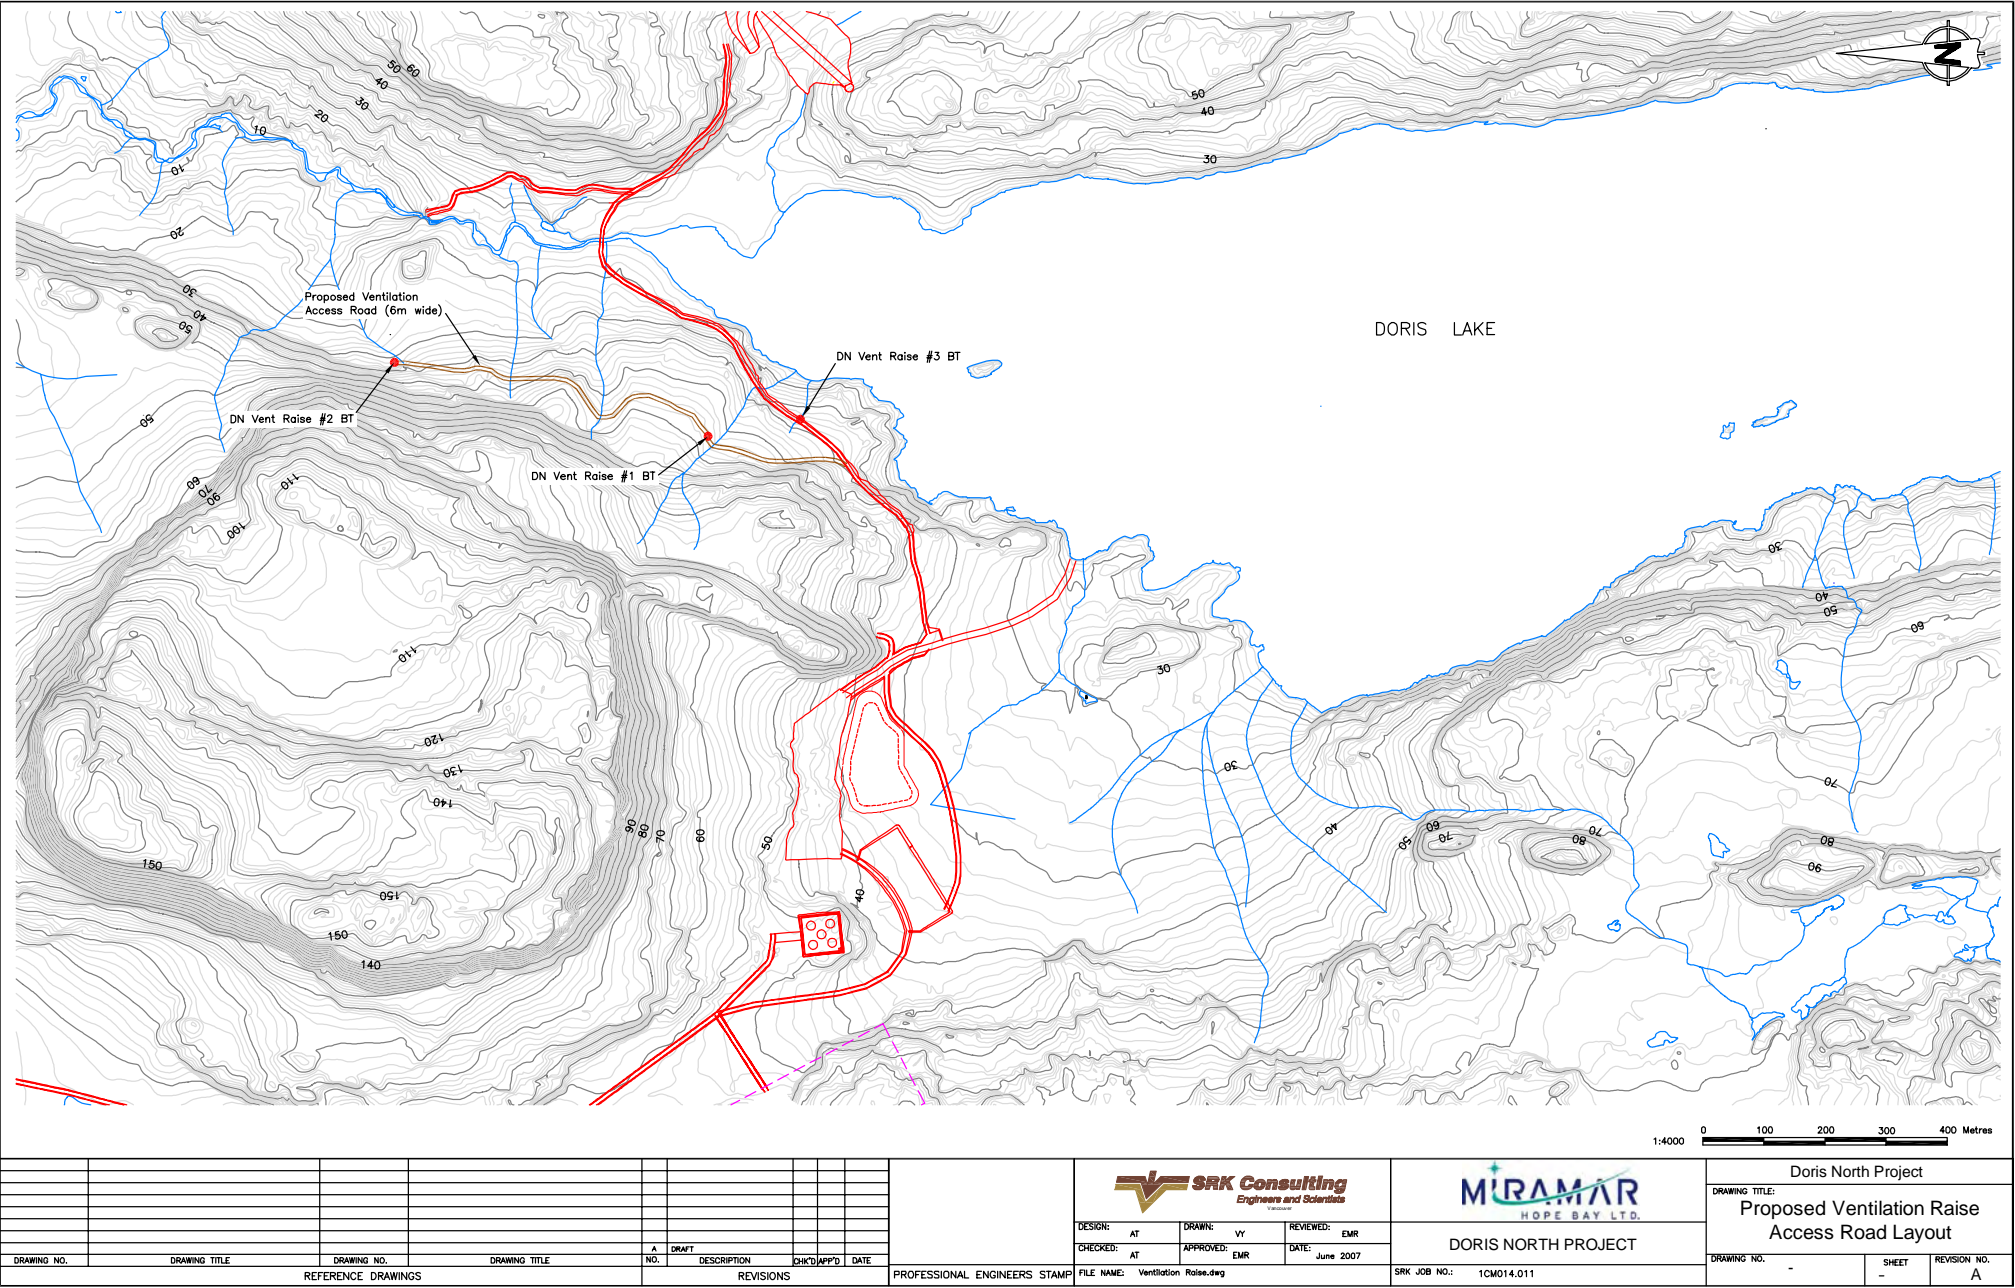 50 60
40
30
20
10
10
20
30
40
50
50
40
30
N
Proposed Ventilation
Access Road (6m wide)
DN Vent Raise #3 BT
DORIS LAKE
DN Vent Raise #2 BT
DN Vent Raise #1 BT
50
60
70
90
100
110
110
120
130
140
150
150
150
140
90
80
70
60
50
40
30
30
40
50
60
70
80
70
30
40
50
60
70
80
90
1:4000
0 100 200 300 400 Metres
A DRAFT
DRAWING NO. DRAWING TITLE DRAWING NO. DRAWING TITLE NO. DESCRIPTION CHK'D APP'D DATE
REFERENCE DRAWINGS REVISIONS
PROFESSIONAL ENGINEERS STAMP
SRK Consulting
Engineers and Scientists
Vancouver
DESIGN: AT DRAWN: VY REVIEWED: EMR
CHECKED: AT APPROVED: EMR DATE: June 2007
FILE NAME: Ventilation Raise.dwg
MIRAMAR
HOPE BAY LTD.
DORIS NORTH PROJECT
SRK JOB NO.: 1CM014.011
Doris North Project
DRAWING TITLE:
Proposed Ventilation Raise
Access Road Layout
DRAWING NO. - SHEET - REVISION NO. A